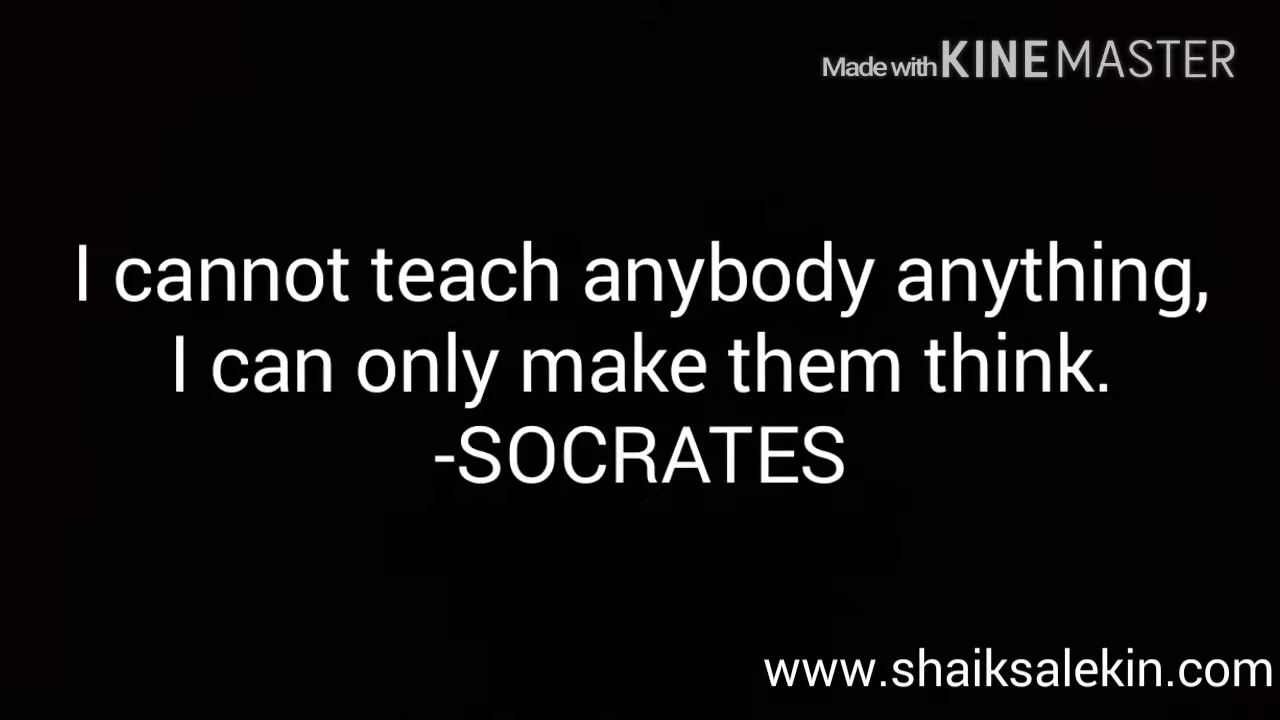 Made with KINEMASTER
I cannot teach anybody anything,
I can only make them think.
-SOCRATES
www.shaiksalekin.com